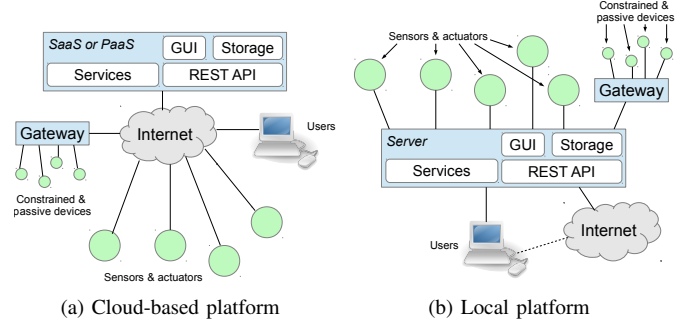 SaaS or PaaS
GUI
Storage
Services
REST API
Gateway
Internet
Users
Constrained &
passive devices
Sensors & actuators
(a) Cloud-based platform
Constrained &
passive devices
Sensors & actuators
Gateway
Server
GUI
Storage
Services
REST API
Users
Internet
(b) Local platform